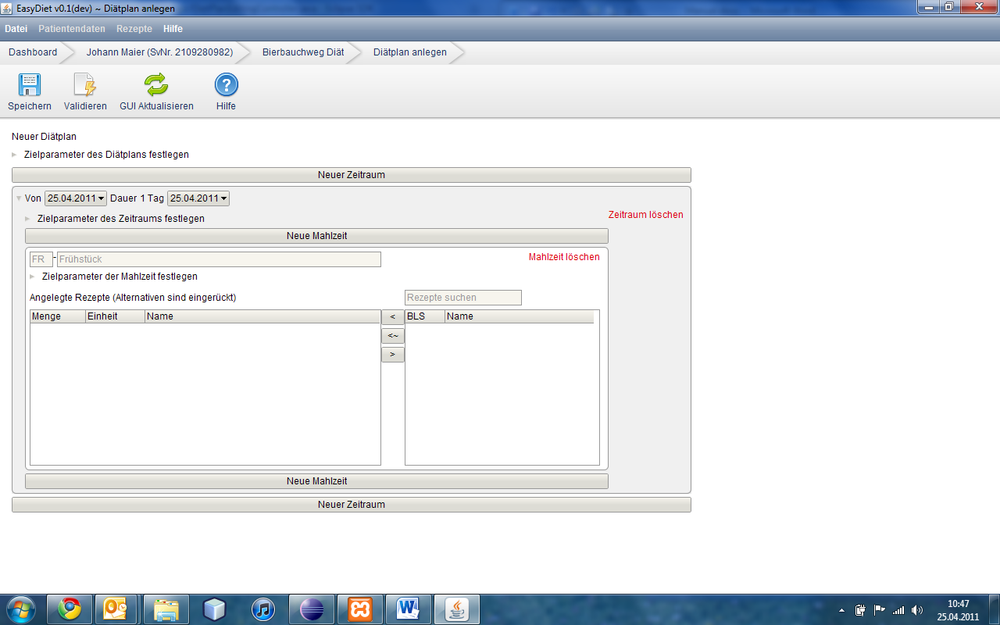 EasyDiet v0.1(dev) ~ Diätplan anlegen
Datei Patientendaten Rezepte Hilfe
Dashboard Johann Maier (SvNr. 2109280982) Bierbauchweg Diät Diätplan anlegen
Speichern Validieren GUI Aktualisieren Hilfe
Neuer Diätplan
Zielparameter des Diätplans festlegen
Neuer Zeitraum
Von 25.04.2011 Dauer 1 Tag 25.04.2011
Zeitraum löschen
Zielparameter des Zeitraums festlegen
Neue Mahlzeit
FR - Frühstück Mahlzeit löschen
Zielparameter der Mahlzeit festlegen
Angelegte Rezepte (Alternativen sind eingerückt) Rezepte suchen
Menge Einheit Name < BLS Name
<~
>
Neue Mahlzeit
Neuer Zeitraum
10:47
25.04.2011